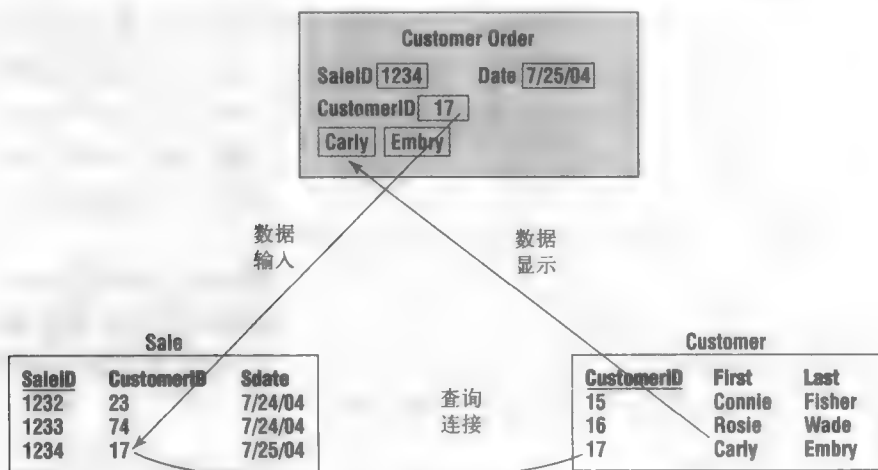 Customer Order
SaleID 1234 Date 7/25/04
CustomerID 17
Carly Embry
数据
输入
数据
显示
Sale
SaleID CustomerID Sdate
1232 23 7/24/04
1233 74 7/24/04
1234 17 7/25/04
查询
连接
Customer
CustomerID First Last
15 Connie Fisher
16 Rosie Wade
17 Carly Embry